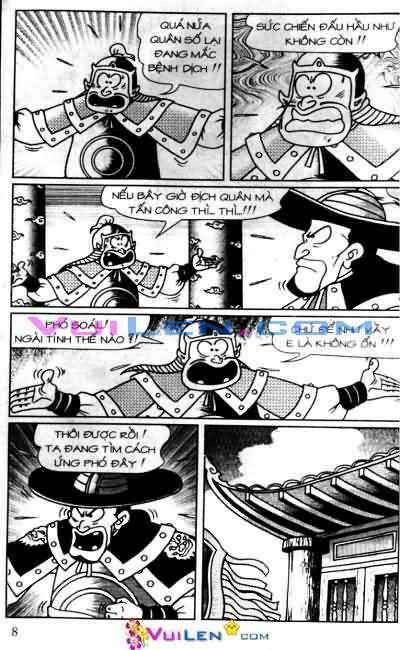 QUÁ NỬA
QUÂN SỐ LẠI
ĐANG MẮC
BỆNH DỊCH !!
SỨC CHIẾN ĐẤU HẦU NHƯ
KHÔNG CÒN !!
NẾU BÂY GIỜ ĐỊCH QUÂN MÀ
TẤN CÔNG THÌ... THÌ...!!!
PHÓ SOÁI !
NGÀI TÍNH THẾ NÀO ?!!
CHỨ ĐỂ NHƯ VẦY
E LÀ KHÔNG ỔN !!!
VUILEN.COM
THÔI ĐƯỢC RỒI !
TA ĐANG TÌM CÁCH
ỨNG PHÓ ĐÂY !
8
VUILEN.COM